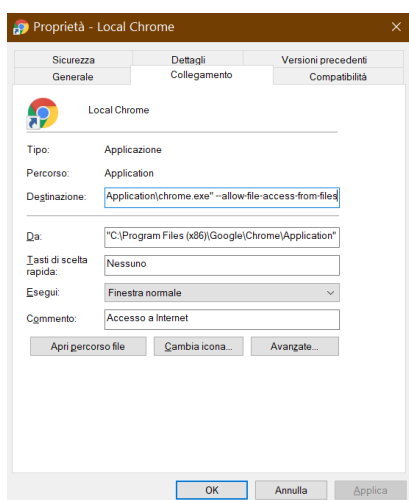 Proprietà - Local Chrome
Sicurezza Dettagli Versioni precedenti
Generale Collegamento Compatibilità
Local Chrome
Tipo: Applicazione
Percorso: Application
Destinazione: Application\chrome.exe" --allow-file-access-from-files
Da: "C:\Program Files (x86)\Google\Chrome\Application"
Tasti di scelta
rapida: Nessuno
Esegui: Finestra normale
Commento: Accesso a Internet
Apri percorso file Cambia icona... Avanzate...
OK Annulla Applica